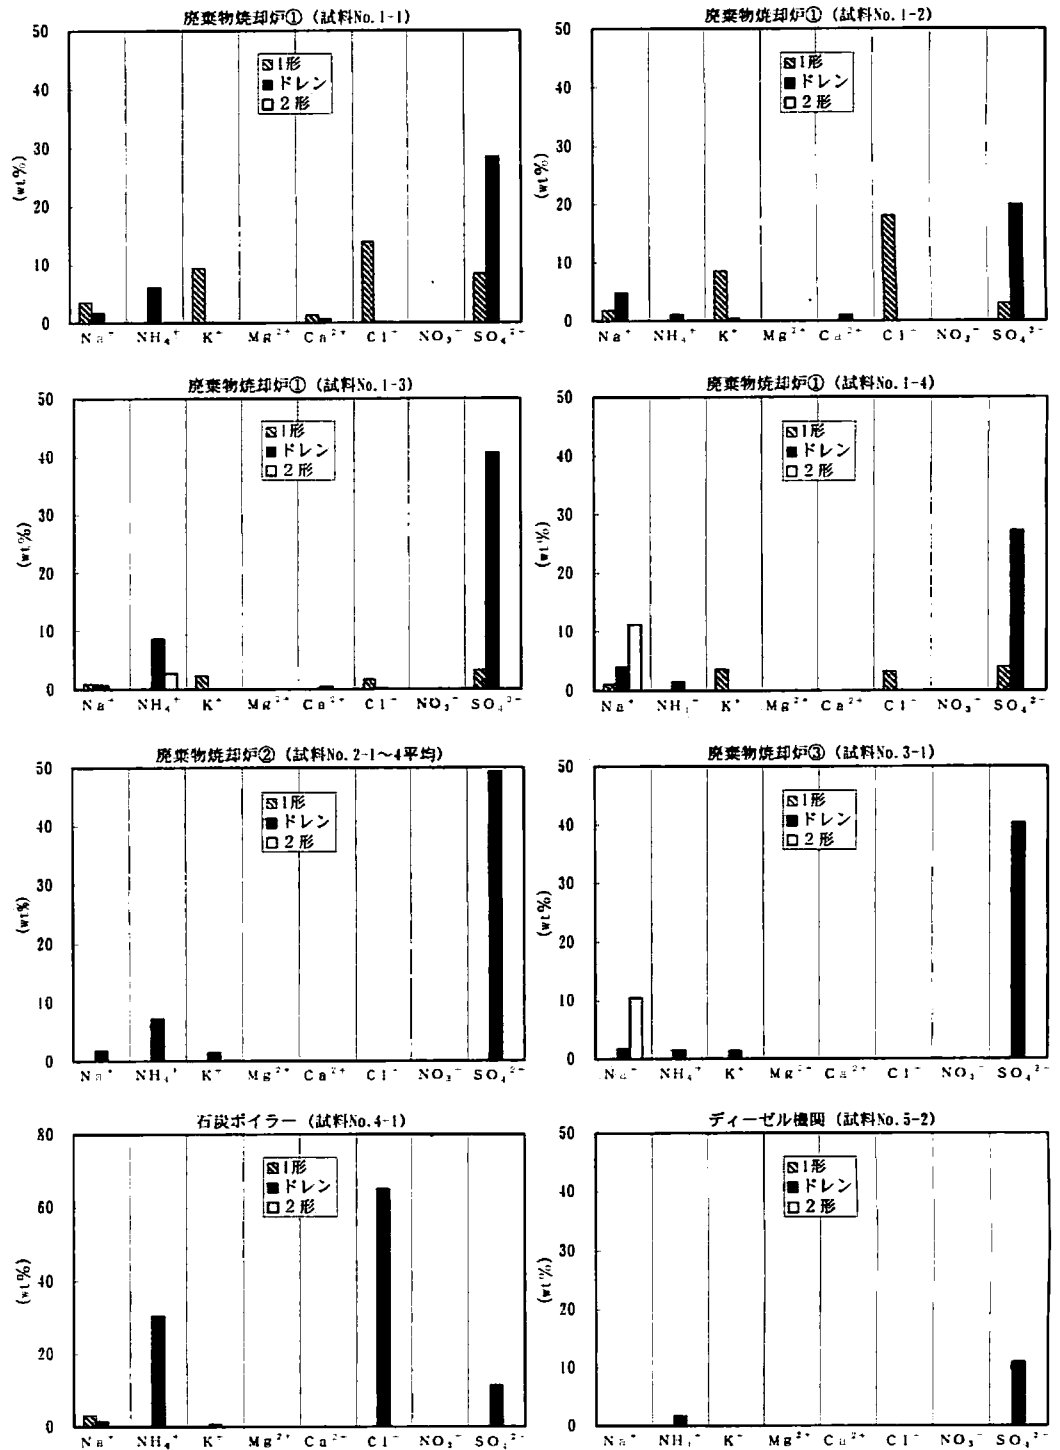 廃棄物焼却炉① (試料No.1-1)
50
40
30
20
10
0
(wt%)
1形
ドレン
2形
Na⁺ NH₄⁺ K⁺ Mg²⁺ Ca²⁺ Cl⁻ NO₃⁻ SO₄²⁻
廃棄物焼却炉① (試料No.1-2)
50
40
30
20
10
0
(wt%)
1形
ドレン
2形
Na⁺ NH₄⁺ K⁺ Mg²⁺ Ca²⁺ Cl⁻ NO₃⁻ SO₄²⁻
廃棄物焼却炉① (試料No.1-3)
50
40
30
20
10
0
(wt%)
1形
ドレン
2形
Na⁺ NH₄⁺ K⁺ Mg²⁺ Ca²⁺ Cl⁻ NO₃⁻ SO₄²⁻
廃棄物焼却炉① (試料No.1-4)
50
40
30
20
10
0
(wt%)
1形
ドレン
2形
Na⁺ NH₄⁺ K⁺ Mg²⁺ Ca²⁺ Cl⁻ NO₃⁻ SO₄²⁻
廃棄物焼却炉② (試料No.2-1~4平均)
50
40
30
20
10
0
(wt%)
1形
ドレン
2形
Na⁺ NH₄⁺ K⁺ Mg²⁺ Ca²⁺ Cl⁻ NO₃⁻ SO₄²⁻
廃棄物焼却炉③ (試料No.3-1)
50
40
30
20
10
0
(wt%)
1形
ドレン
2形
Na⁺ NH₄⁺ K⁺ Mg²⁺ Ca²⁺ Cl⁻ NO₃⁻ SO₄²⁻
石炭ボイラー (試料No.4-1)
80
60
40
20
0
(wt%)
1形
ドレン
2形
Na⁺ NH₄⁺ K⁺ Mg²⁺ Ca²⁺ Cl⁻ NO₃⁻ SO₄²⁻
ディーゼル機関 (試料No.5-2)
50
40
30
20
10
0
(wt%)
1形
ドレン
2形
Na⁺ NH₄⁺ K⁺ Mg²⁺ Ca²⁺ Cl⁻ NO₃⁻ SO₄²⁻